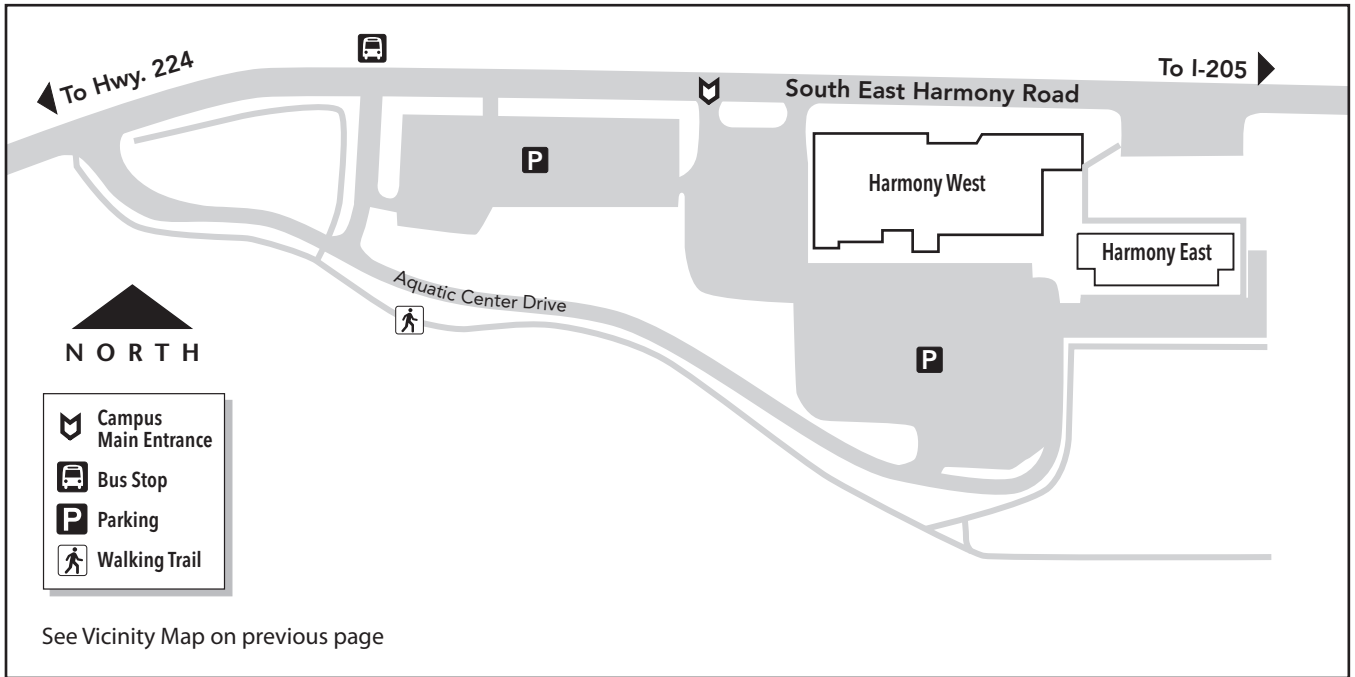 To Hwy. 224
To I-205
South East Harmony Road
P
Harmony West
Harmony East
Aquatic Center Drive
P
NORTH
Campus
Main Entrance
Bus Stop
P Parking
Walking Trail
See Vicinity Map on previous page